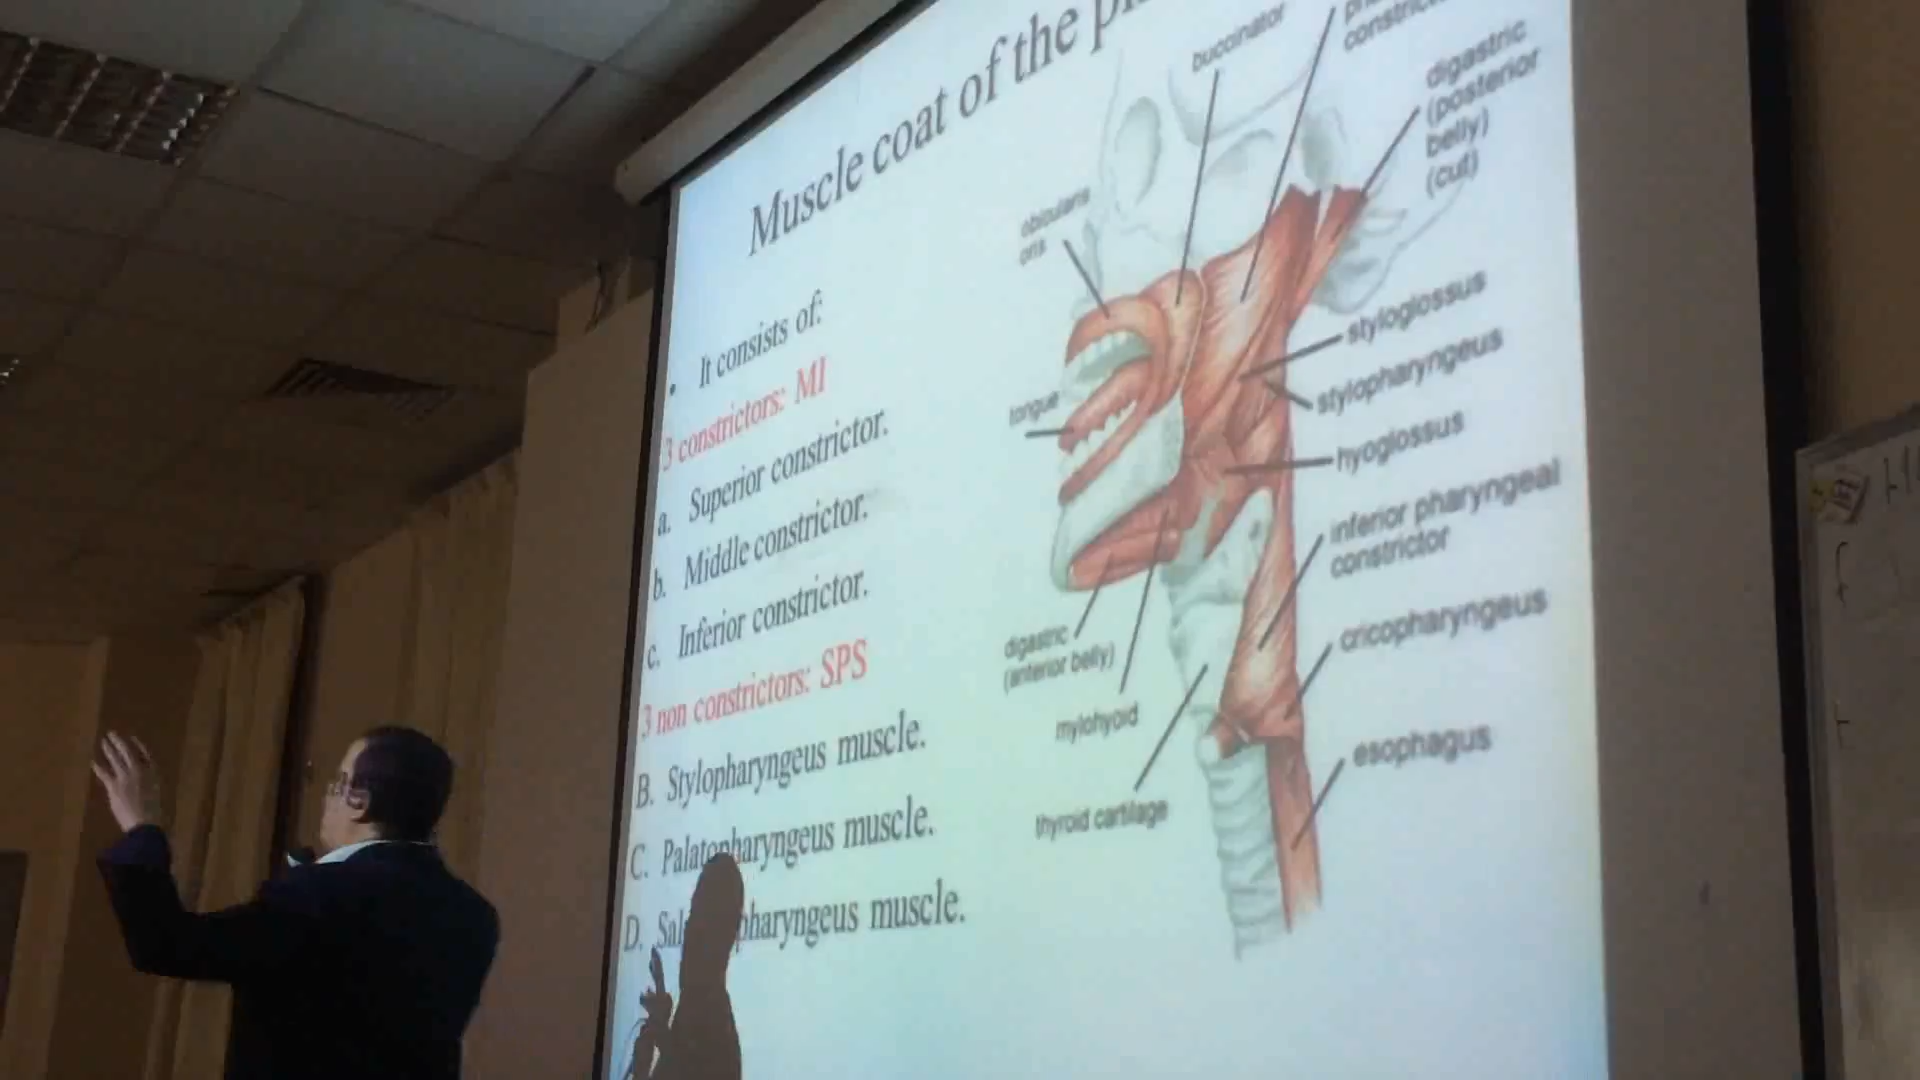 Muscle coat of the
• It consists of:
3 constrictors: MI
a. Superior constrictor.
b. Middle constrictor.
c. Inferior constrictor.
3 non constrictors: SPS
B. Stylopharyngeus muscle.
C. Palatopharyngeus muscle.
D. pharyngeus muscle.
buccinator
digastric
(posterior
belly)
(cut)
obicularis
oris
styloglossus
stylopharyngeus
tongue
hyoglossus
inferior pharyngeal
constrictor
cricopharyngeus
digastric
(anterior belly)
mylohyoid
esophagus
thyroid cartilage